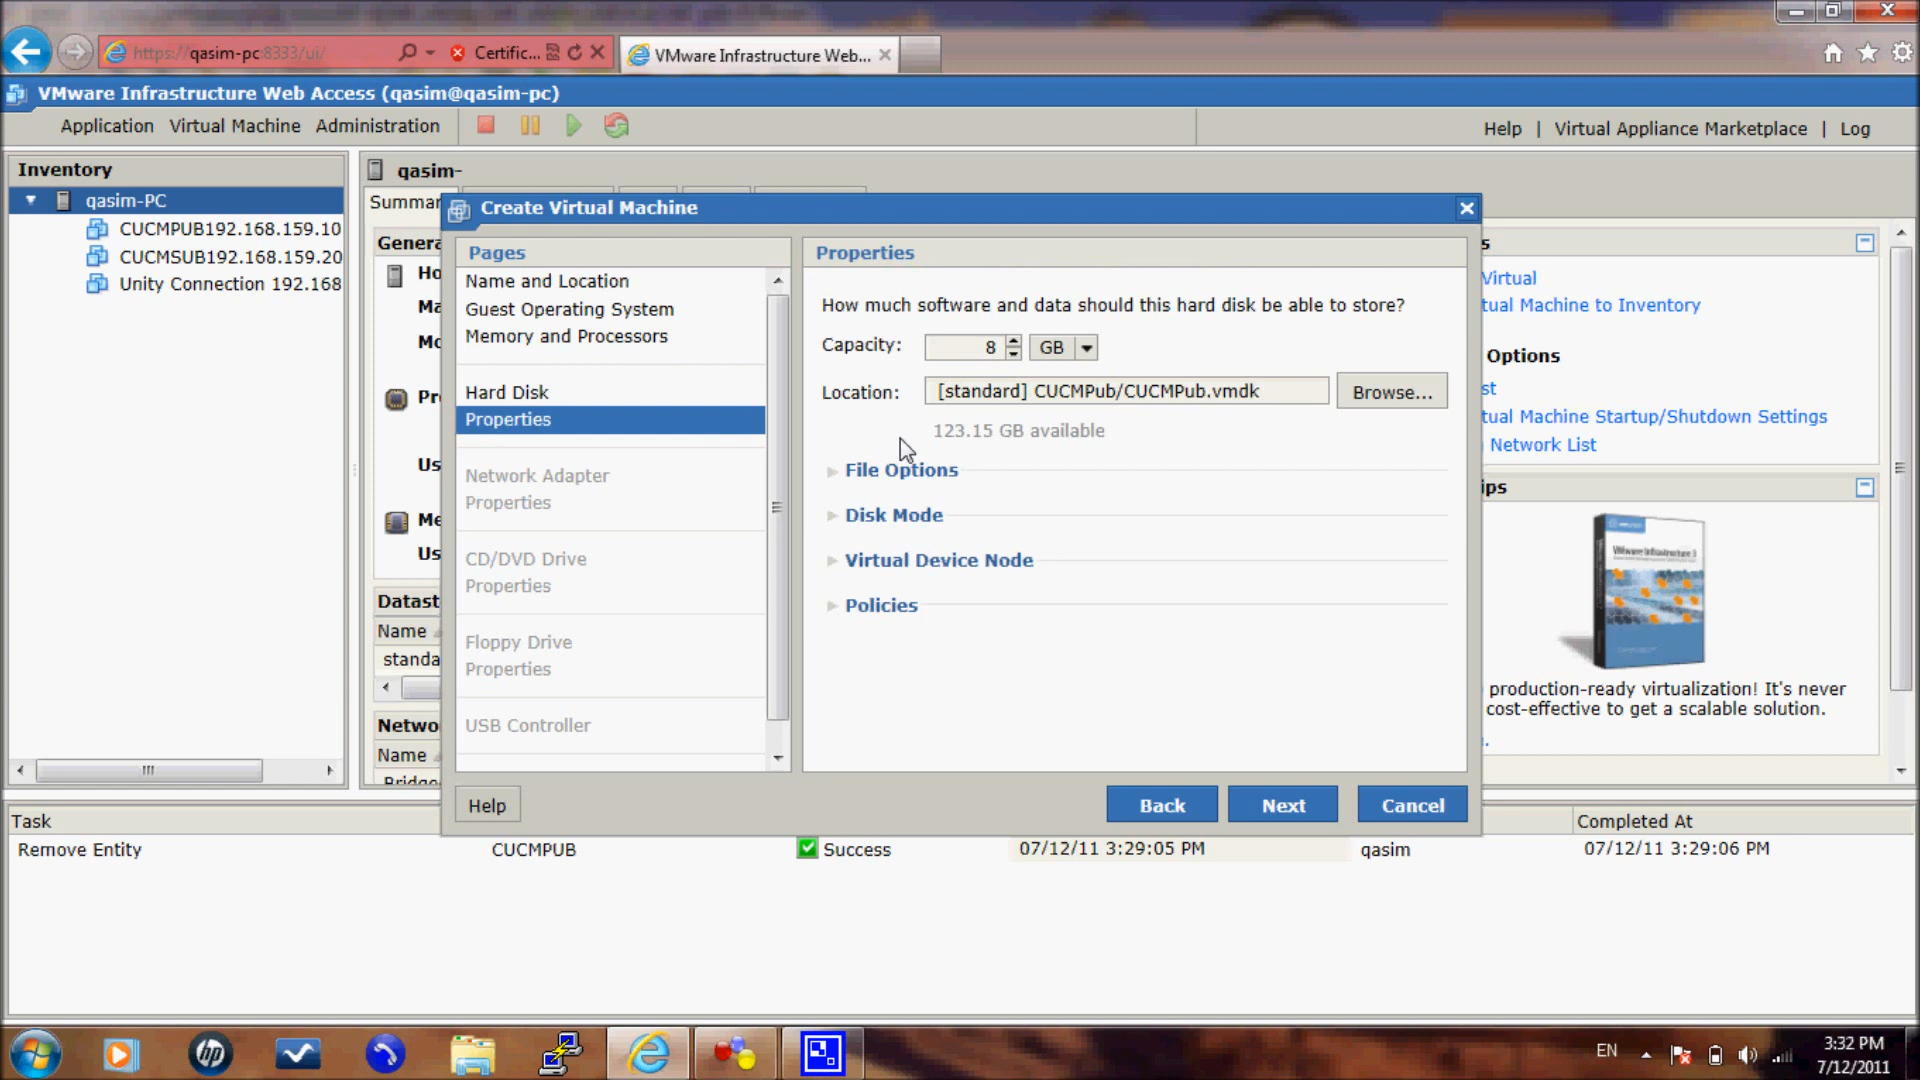 https://qasim-pc:8333/ui/
Certific...
VMware Infrastructure Web...
VMware Infrastructure Web Access (qasim@qasim-pc)
Application Virtual Machine Administration
Help | Virtual Appliance Marketplace | Log
Inventory
qasim-PC
CUCMPUB192.168.159.10
CUCMSUB192.168.159.20
Unity Connection 192.168
qasim-
Summar
Genera
Ho
Ma
Mo
Pro
Us
Me
Us
Datast
Name
standa
Netwo
Name
Bridge
Create Virtual Machine
Pages
Name and Location
Guest Operating System
Memory and Processors
Hard Disk
Properties
Network Adapter
Properties
CD/DVD Drive
Properties
Floppy Drive
Properties
USB Controller
Properties
How much software and data should this hard disk be able to store?
Capacity: 8 GB
Location: [standard] CUCMPub/CUCMPub.vmdk Browse...
123.15 GB available
File Options
Disk Mode
Virtual Device Node
Policies
Help Back Next Cancel
s
Virtual
tual Machine to Inventory
Options
st
tual Machine Startup/Shutdown Settings
Network List
ips
VMware Infrastructure 3
production-ready virtualization! It's never
cost-effective to get a scalable solution.
Task
Completed At
Remove Entity CUCMPUB Success 07/12/11 3:29:05 PM qasim 07/12/11 3:29:06 PM
hp
EN
3:32 PM
7/12/2011